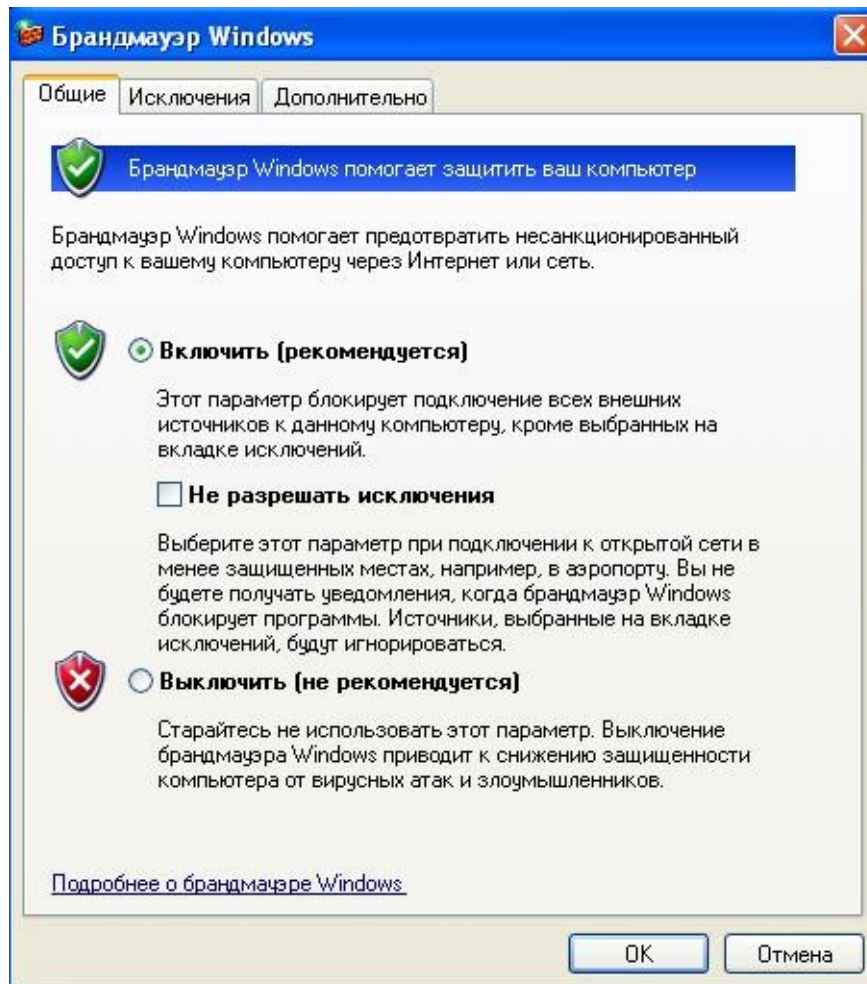 Брандмауэр Windows
Общие Исключения Дополнительно
Брандмауэр Windows помогает защитить ваш компьютер
Брандмауэр Windows помогает предотвратить несанкционированный
доступ к вашему компьютеру через Интернет или сеть.
Включить (рекомендуется)
Этот параметр блокирует подключение всех внешних
источников к данному компьютеру, кроме выбранных на
вкладке исключений.
Не разрешать исключения
Выберите этот параметр при подключении к открытой сети в
менее защищенных местах, например, в аэропорту. Вы не
будете получать уведомления, когда брандмауэр Windows
блокирует программы. Источники, выбранные на вкладке
исключений, будут игнорироваться.
Выключить (не рекомендуется)
Старайтесь не использовать этот параметр. Выключение
брандмауэра Windows приводит к снижению защищенности
компьютера от вирусных атак и злоумышленников.
Подробнее о брандмауэре Windows
OK Отмена